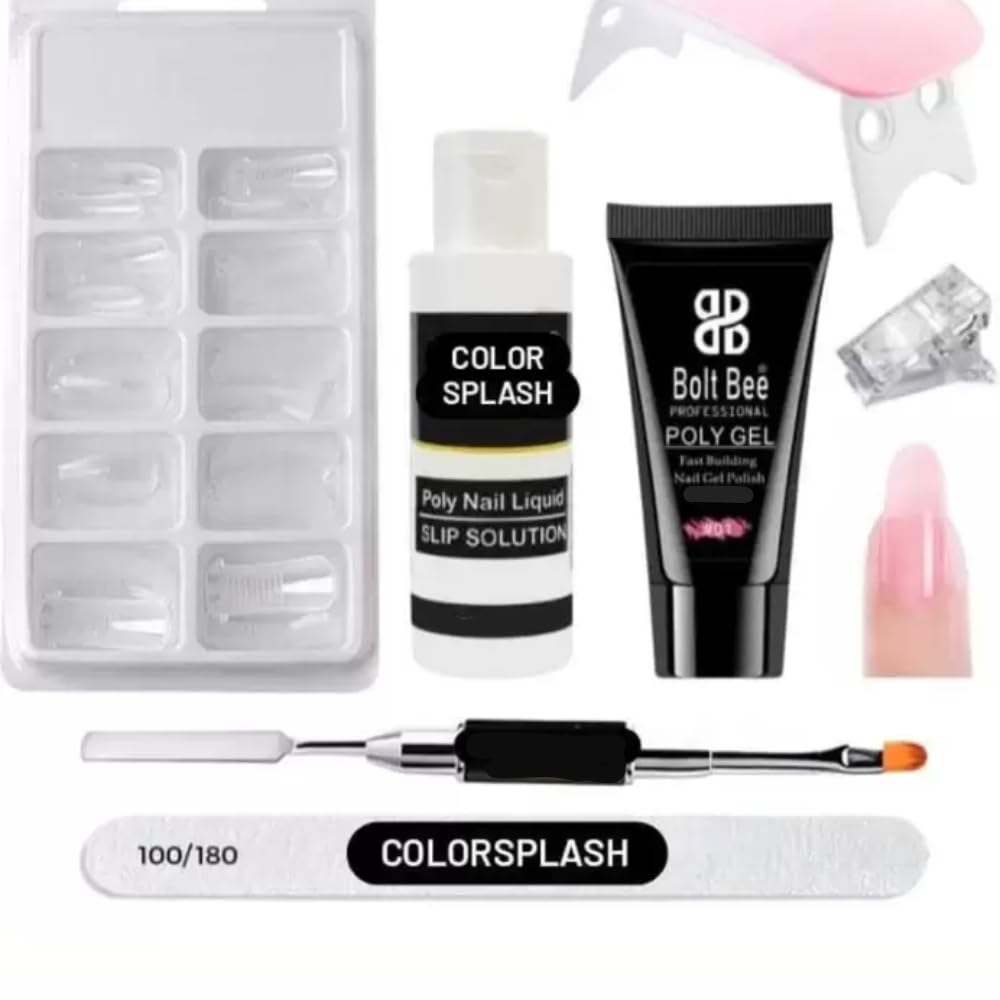 COLOR
SPLASH
Poly Nail Liquid
SLIP SOLUTION
Bolt Bee®
PROFESSIONAL
POLY GEL
Fast Building
Nail Gel Polish
#01
100/180
COLORSPLASH